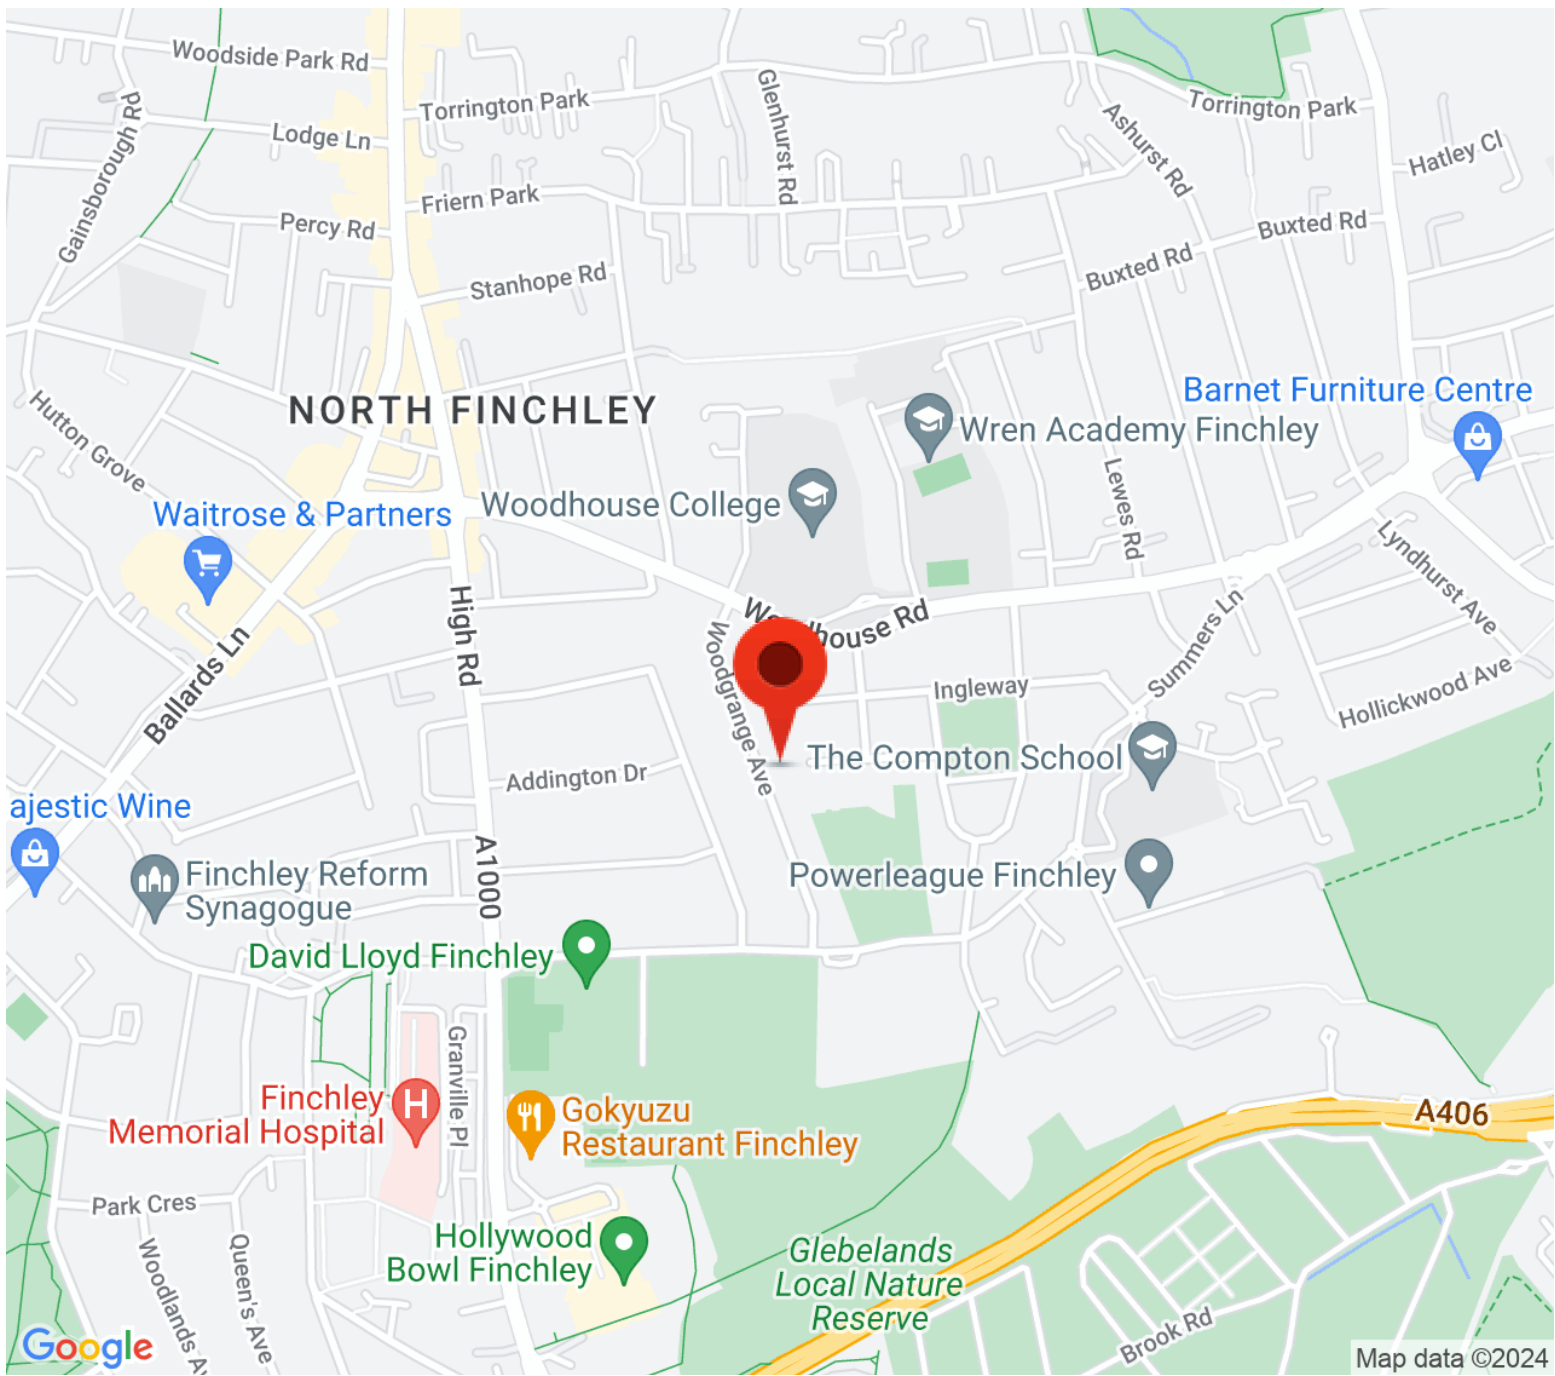 Woodside Park Rd
Torrington Park
Glenhurst Rd
Torrington Park
Gainsborough Rd
Lodge Ln
Ashurst Rd
Hatley Cl
Friern Park
Percy Rd
Buxted Rd
Buxted Rd
Stanhope Rd
Hutton Grove
NORTH FINCHLEY
Barnet Furniture Centre
Wren Academy Finchley
Lewes Rd
Woodhouse College
Waitrose & Partners
Lyndhurst Ave
High Rd
Woodhouse Rd
Summers Ln
Ballards Ln
Woodgrange Ave
Ingleway
Hollickwood Ave
The Compton School
Addington Dr
ajestic Wine
A1000
Finchley Reform
Synagogue
Powerleague Finchley
David Lloyd Finchley
Granville Pl
Finchley
Memorial Hospital
Gokyuzu
Restaurant Finchley
A406
Park Cres
Woodlands Av
Queen's Ave
Hollywood
Bowl Finchley
Glebelands
Local Nature
Reserve
Brook Rd
Google
Map data ©2024